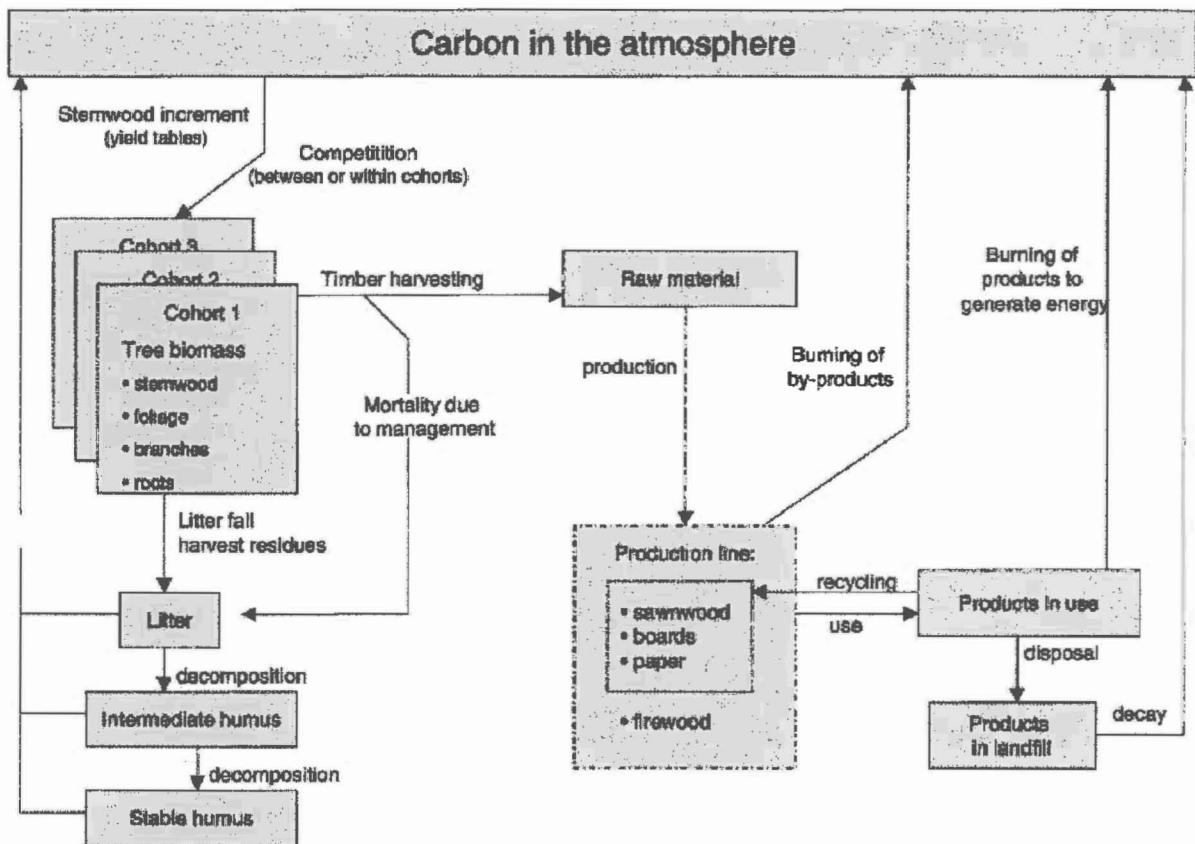 Carbon in the atmosphere
Stemwood increment
(yield tables)
Competitition
(between or within cohorts)
Cohort 3
Cohort 2
Cohort 1
Tree biomass
• stemwood
• foliage
• branches
• roots
Timber harvesting
Raw material
Burning of
products to
generate energy
production
Burning of
by-products
Mortality due
to management
Litter fall
harvest residues
Production line:
• sawnwood
• boards
• paper
• firewood
recycling
use
Products in use
Litter
disposal
decomposition
Intermediate humus
Products
in landfill
decay
decomposition
Stable humus